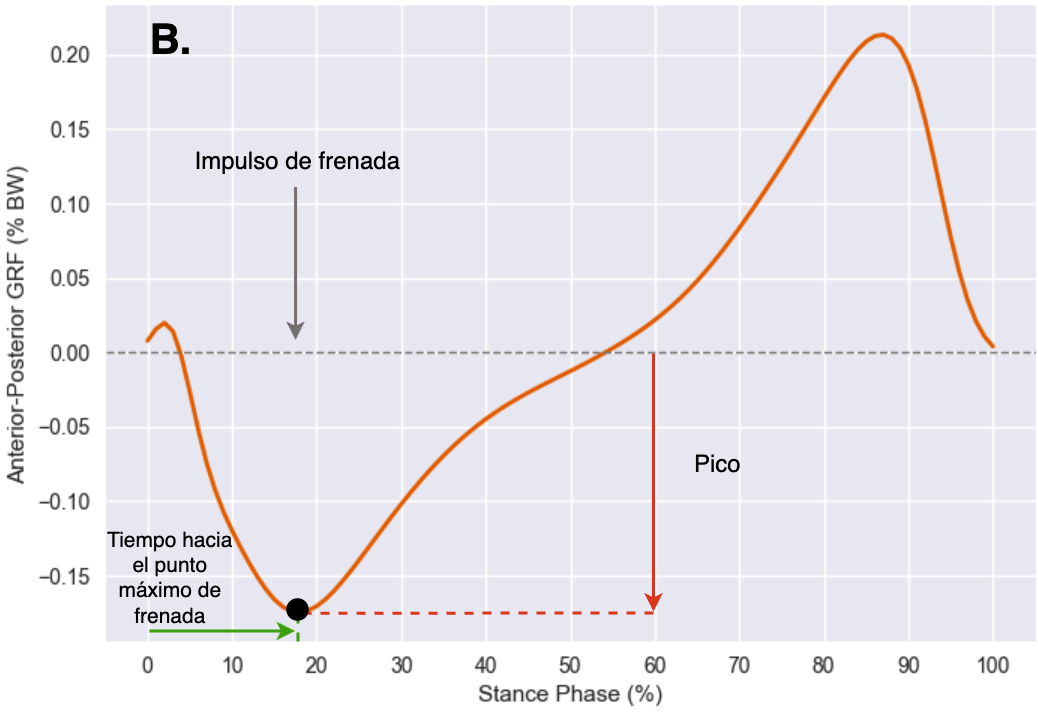 B.
0.20
0.15
0.10
0.05
0.00
−0.05
−0.10
−0.15
Anterior-Posterior GRF (% BW)
Impulso de frenada
Pico
Tiempo hacia
el punto
máximo de
frenada
0 10 20 30 40 50 60 70 80 90 100
Stance Phase (%)